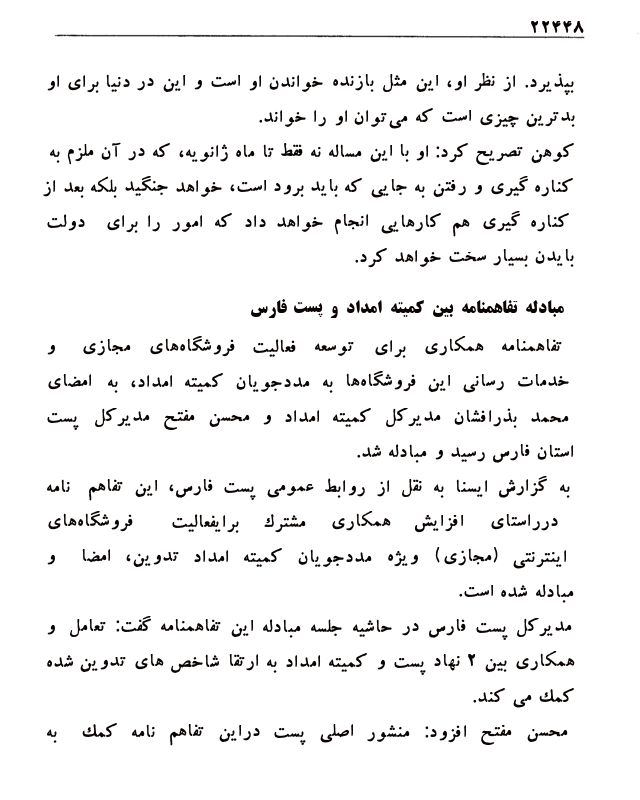 ۲۲۴۴۸
بپذیرد. از نظر او، این مثل بازنده خواندن او است و این در دنیا برای او
بدترین چیزی است که می‌توان او را خواند.
کوهن تصریح کرد: او با این مساله نه فقط تا ماه ژانویه، که در آن ملزم به
کناره گیری و رفتن به جایی که باید برود است، خواهد جنگید بلکه بعد از
کناره گیری هم کارهایی انجام خواهد داد که امور را برای دولت
بایدن بسیار سخت خواهد کرد.
مبادله تفاهمنامه بین کمیته امداد و پست فارس
تفاهمنامه همکاری برای توسعه فعالیت فروشگاه‌های مجازی و
خدمات رسانی این فروشگاه‌ها به مددجویان کمیته امداد، به امضای
محمد بذرافشان مدیرکل کمیته امداد و محسن مفتح مدیرکل پست
استان فارس رسید و مبادله شد.
به گزارش ایسنا به نقل از روابط عمومی پست فارس، این تفاهم نامه
درراستای افزایش همکاری مشترك برایفعالیت فروشگاه‌های
اینترنتی (مجازی) ویژه مددجویان کمیته امداد تدوین، امضا و
مبادله شده است.
مدیرکل پست فارس در حاشیه جلسه مبادله این تفاهمنامه گفت: تعامل و
همکاری بین ۲ نهاد پست و کمیته امداد به ارتقا شاخص های تدوین شده
کمك می کند.
محسن مفتح افزود: منشور اصلی پست دراین تفاهم نامه کمك به